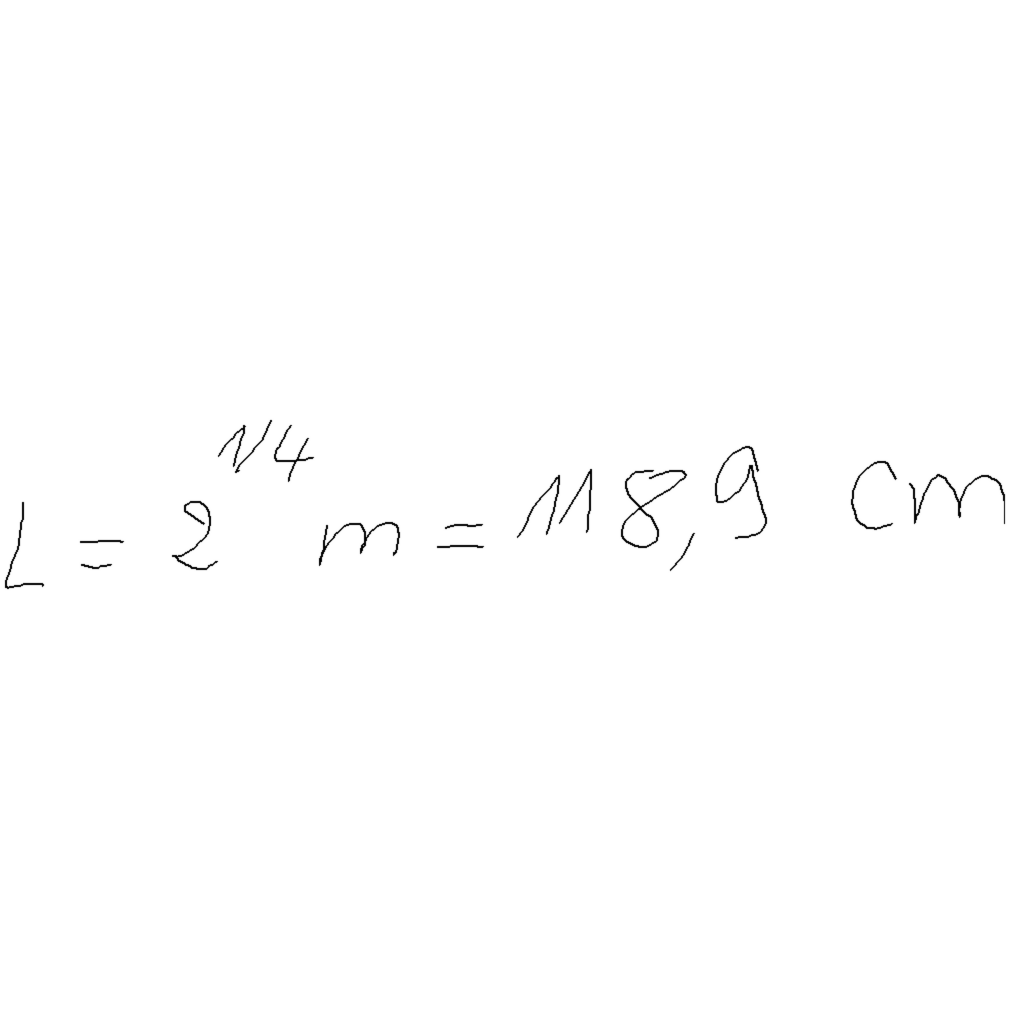 L = 2^{1/4} m = 118,9 cm